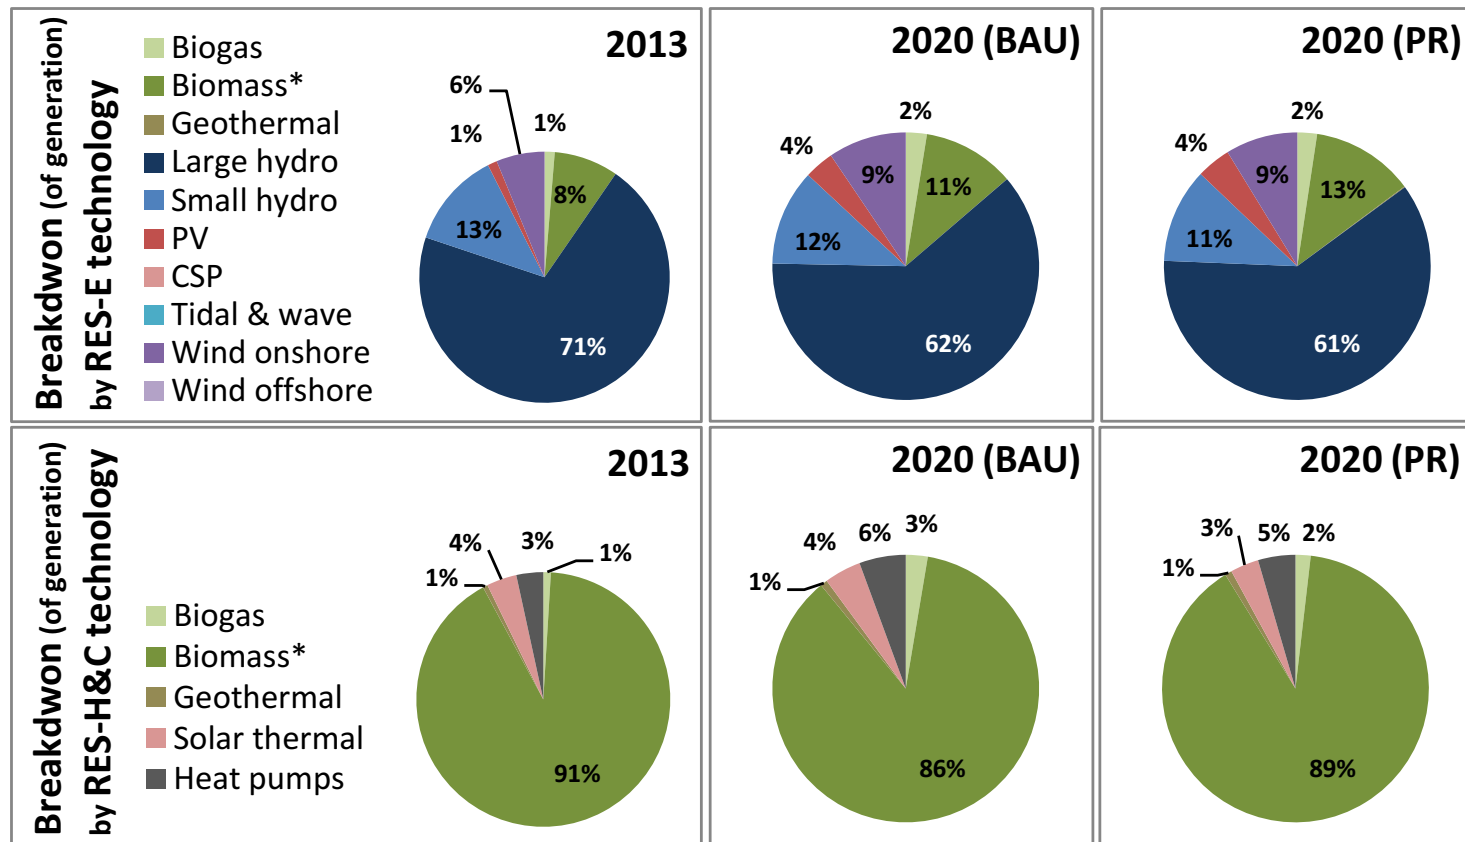 Breakdwon (of generation)
by RES-E technology
Biogas
Biomass*
Geothermal
Large hydro
Small hydro
PV
CSP
Tidal & wave
Wind onshore
Wind offshore
2013
6%
1%
1%
8%
13%
71%
2020 (BAU)
2%
4%
9%
11%
12%
62%
2020 (PR)
2%
4%
9%
13%
11%
61%
Breakdwon (of generation)
by RES-H&C technology
Biogas
Biomass*
Geothermal
Solar thermal
Heat pumps
2013
4%
3%
1%
1%
91%
2020 (BAU)
4%
6%
3%
1%
86%
2020 (PR)
3%
5%
2%
1%
89%